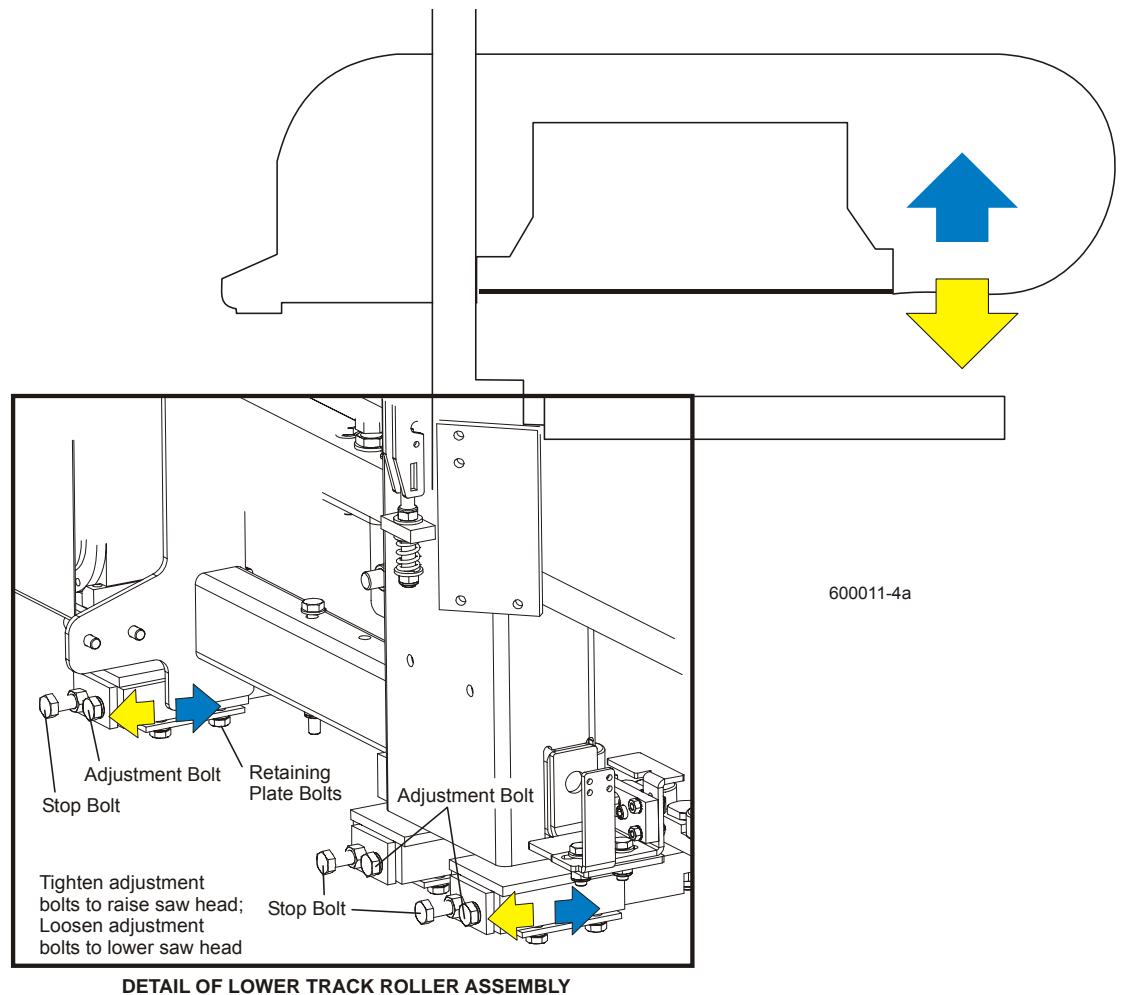 600011-4a
Adjustment Bolt
Stop Bolt
Retaining
Plate Bolts
Adjustment Bolt
Stop Bolt
Tighten adjustment
bolts to raise saw head;
Loosen adjustment
bolts to lower saw head
DETAIL OF LOWER TRACK ROLLER ASSEMBLY